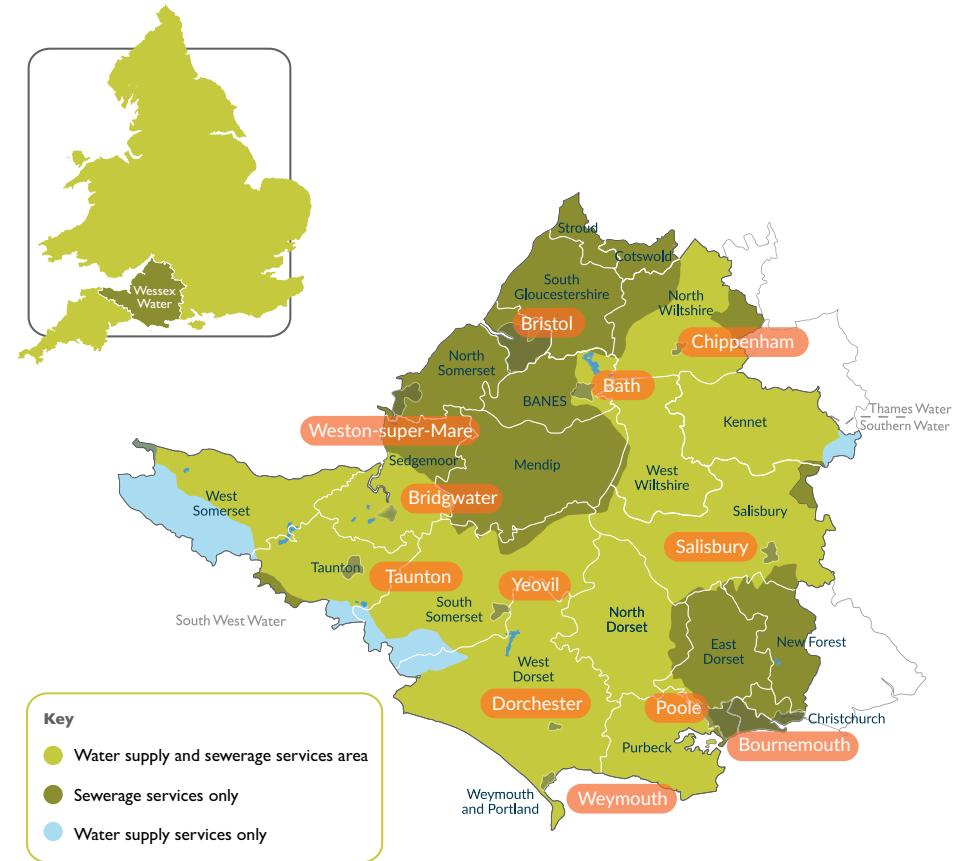 Wessex
Water
Stroud
Cotswold
South
Gloucestershire
North
Wiltshire
Bristol
Chippenham
North
Somerset
Bath
BANES
Thames Water
Southern Water
Kennet
Weston-super-Mare
Sedgemoor
Mendip
West
Wiltshire
West
Somerset
Bridgwater
Salisbury
Salisbury
Taunton
Taunton
Yeovil
South
Somerset
North
Dorset
South West Water
East
Dorset
New Forest
West
Dorset
Dorchester
Poole
Christchurch
Purbeck
Bournemouth
Weymouth
and Portland
Weymouth
Key
Water supply and sewerage services area
Sewerage services only
Water supply services only